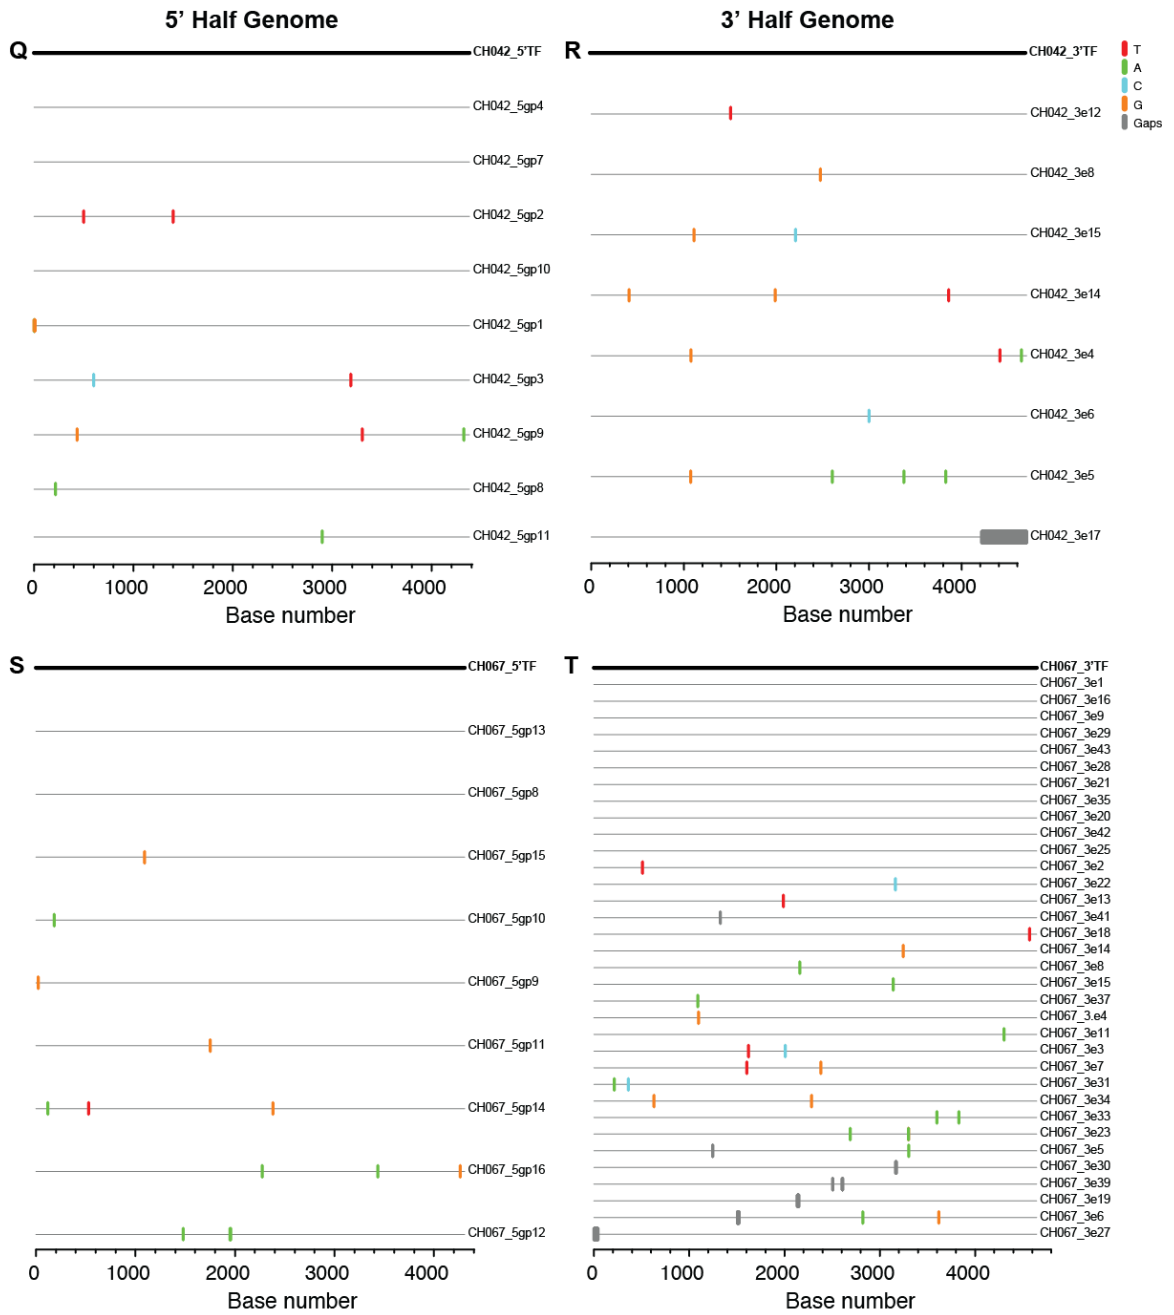 5’ Half Genome
3’ Half Genome
Q
CH042_5'TF
CH042_5gp4
CH042_5gp7
CH042_5gp2
CH042_5gp10
CH042_5gp1
CH042_5gp3
CH042_5gp9
CH042_5gp8
CH042_5gp11
0 1000 2000 3000 4000
Base number
R
CH042_3'TF
CH042_3e12
CH042_3e8
CH042_3e15
CH042_3e14
CH042_3e4
CH042_3e6
CH042_3e5
CH042_3e17
0 1000 2000 3000 4000
Base number
T
A
C
G
Gaps
S
CH067_5'TF
CH067_5gp13
CH067_5gp8
CH067_5gp15
CH067_5gp10
CH067_5gp9
CH067_5gp11
CH067_5gp14
CH067_5gp16
CH067_5gp12
0 1000 2000 3000 4000
Base number
T
CH067_3'TF
CH067_3e1
CH067_3e16
CH067_3e9
CH067_3e29
CH067_3e43
CH067_3e28
CH067_3e21
CH067_3e35
CH067_3e20
CH067_3e42
CH067_3e25
CH067_3e2
CH067_3e22
CH067_3e13
CH067_3e41
CH067_3e18
CH067_3e14
CH067_3e8
CH067_3e15
CH067_3e37
CH067_3.e4
CH067_3e11
CH067_3e3
CH067_3e7
CH067_3e31
CH067_3e34
CH067_3e33
CH067_3e23
CH067_3e5
CH067_3e30
CH067_3e39
CH067_3e19
CH067_3e6
CH067_3e27
0 1000 2000 3000 4000
Base number